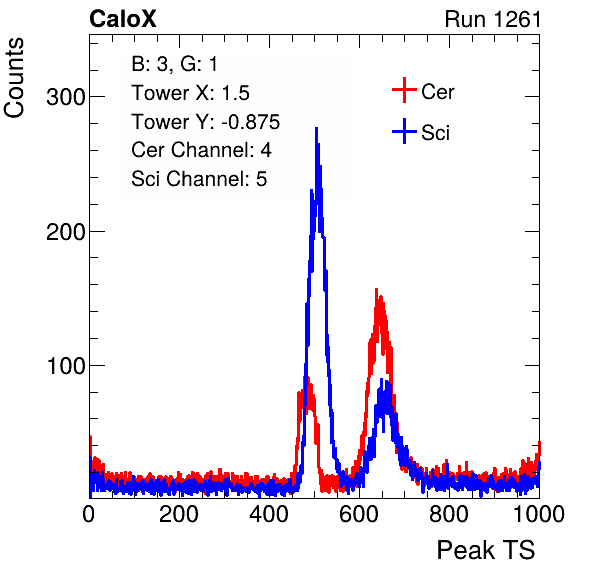 CaloX Run 1261
Counts
B: 3, G: 1
Tower X: 1.5
Tower Y: -0.875
Cer Channel: 4
Sci Channel: 5
Cer
Sci
300
200
100
0 200 400 600 800 1000
Peak TS